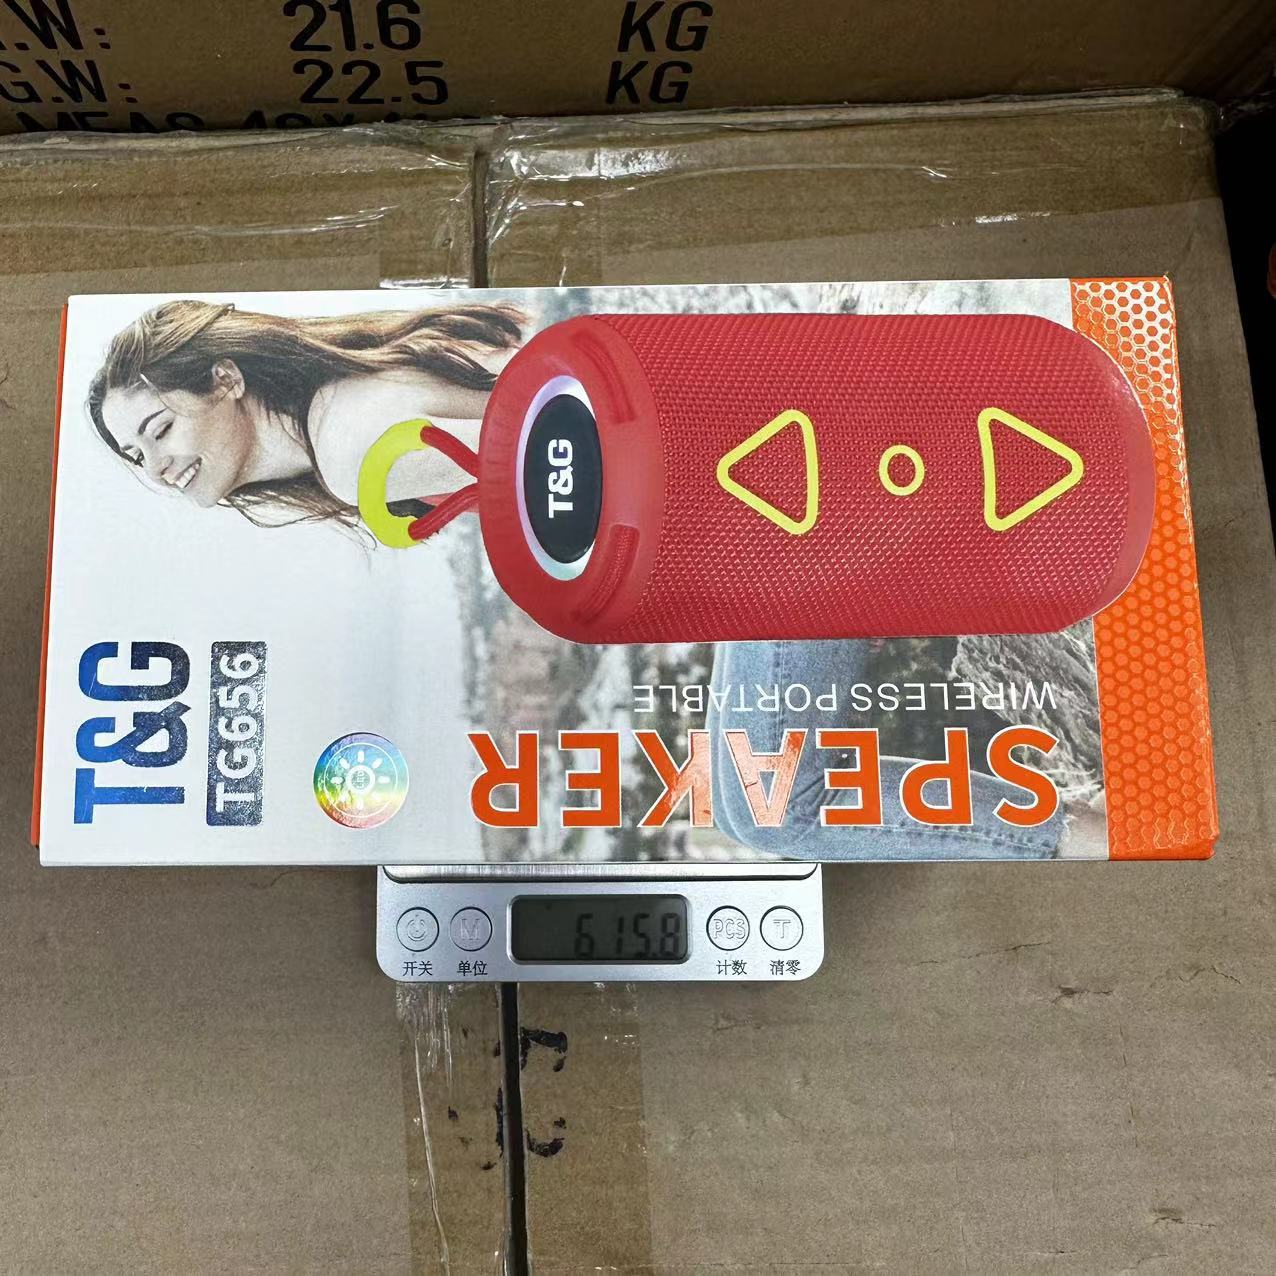 21.6 KG
G.W: 22.5 KG
T&G
T&G
TG656
WIRELESS PORTABLE
SPEAKER
615.8
M
PCS
T
开关
单位
计数
清零